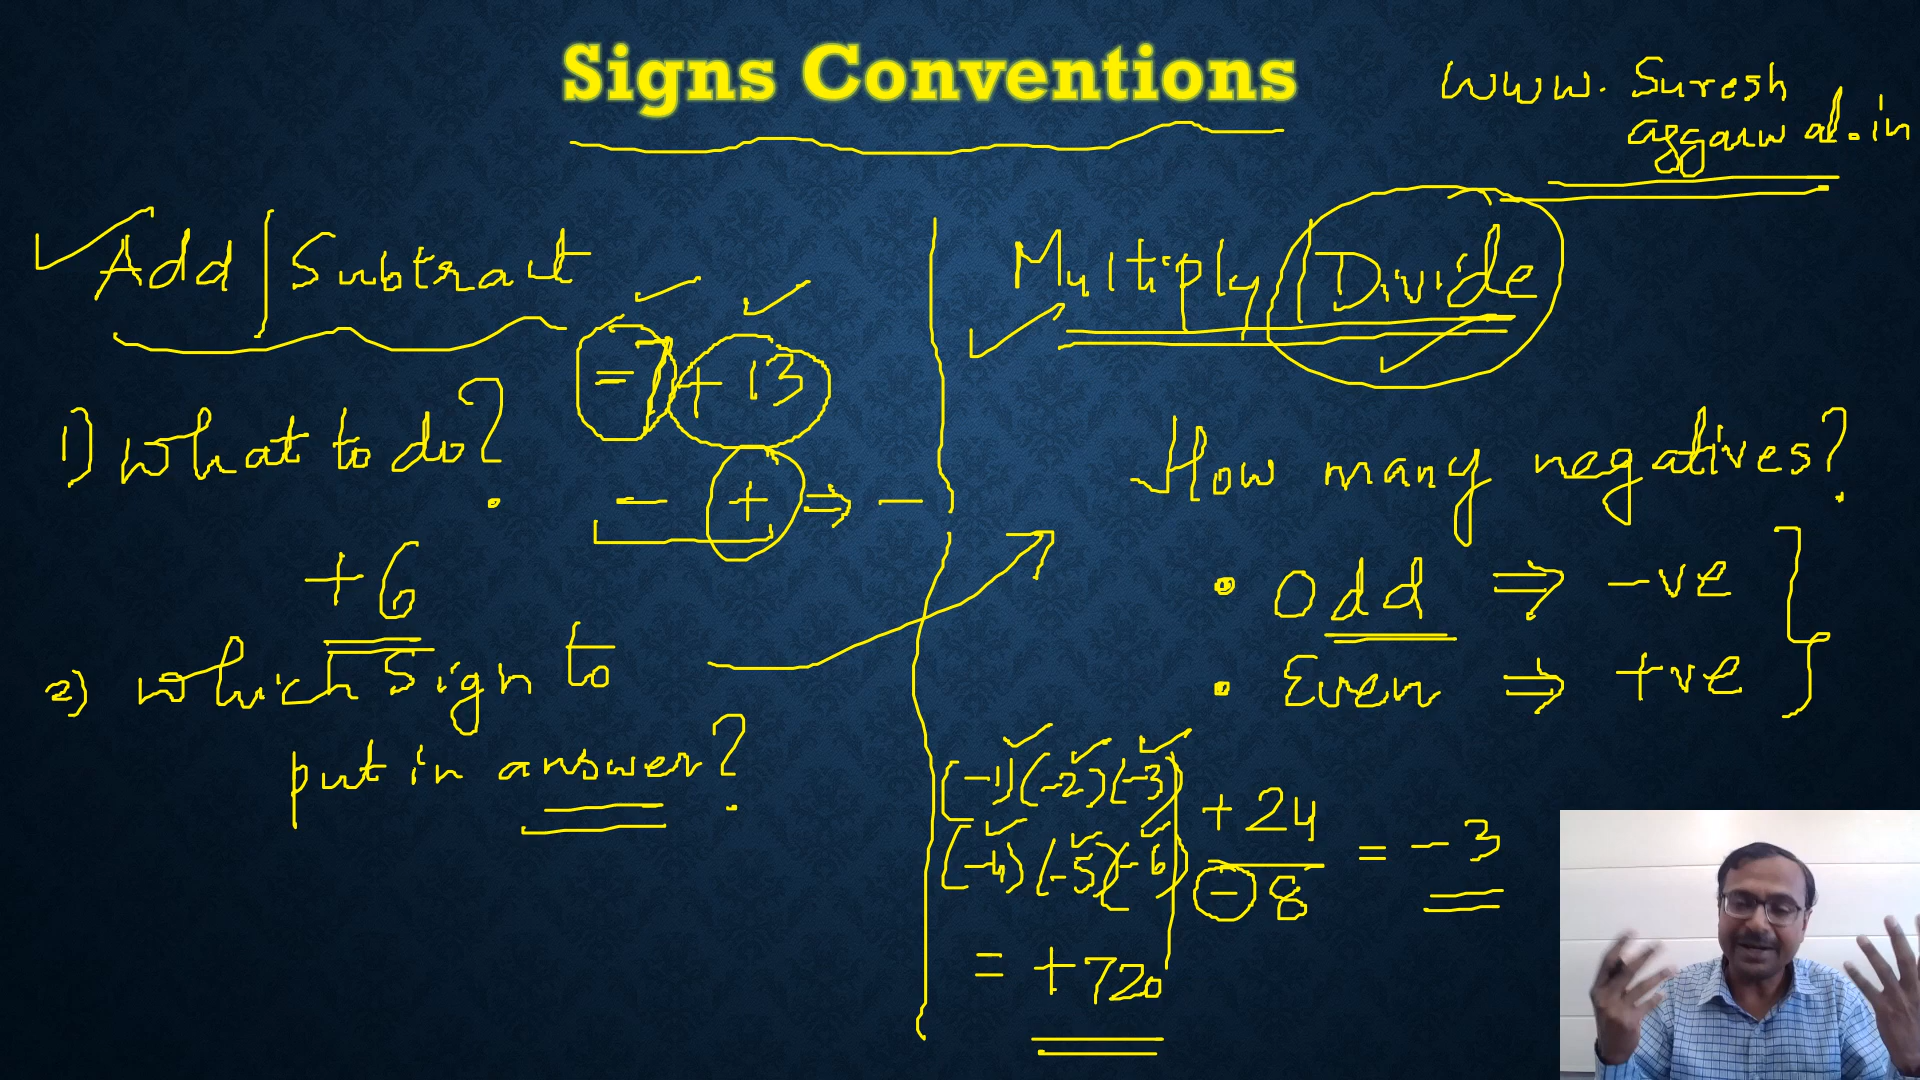 Signs Conventions
www. Suresh
aggarwal.in
Add | Subtract
= 7 + 13
1) What to do?
- + ⇒ -
+6
2) Which Sign to
put in answer?
Multiply / Divide
How many negatives?
• Odd ⇒ -ve
• Even ⇒ +ve
(-1)(-2)(-3)
(-4)(-5)(-6)
= +720
+24
-8
= -3